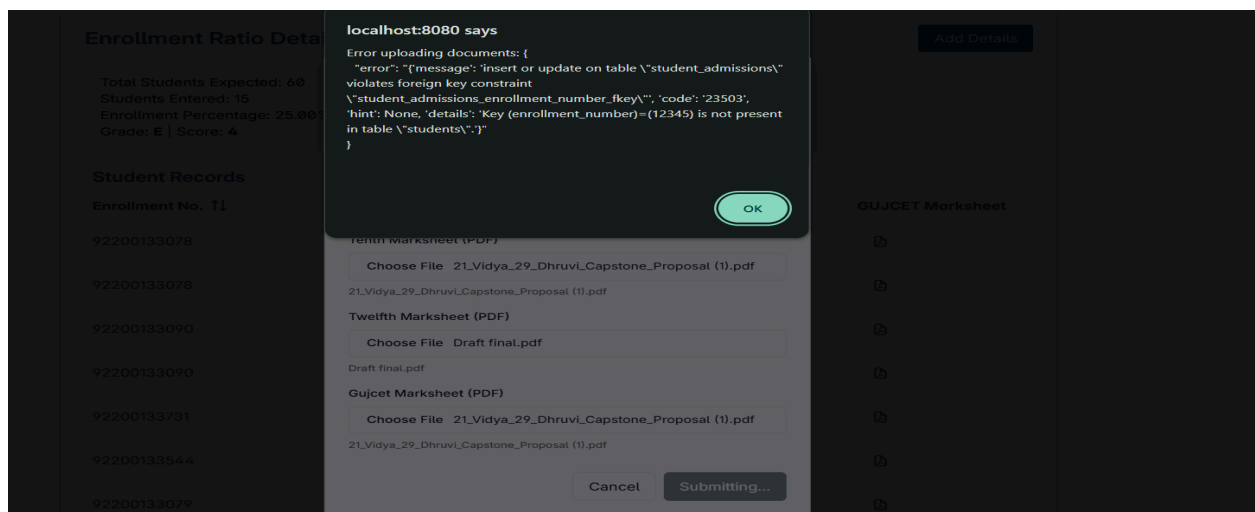 Enrollment Ratio Deta
Add Details
Total Students Expected: 60
Students Entered: 15
Enrollment Percentage: 25.00
Grade: E | Score: 4
Student Records
Enrollment No. ↑↓
GUJCET Marksheet
92200133078
92200133078
92200133090
92200133090
92200133731
92200133544
92200133079
localhost:8080 says
Error uploading documents: {
"error": "{'message': 'insert or update on table \"student_admissions\"
violates foreign key constraint
\"student_admissions_enrollment_number_fkey\"', 'code': '23503',
'hint': None, 'details': 'Key (enrollment_number)=(12345) is not present
in table \"students\".'}"
}
OK
Tenth Marksheet (PDF)
Choose File 21_Vidya_29_Dhruvi_Capstone_Proposal (1).pdf
21_Vidya_29_Dhruvi_Capstone_Proposal (1).pdf
Twelfth Marksheet (PDF)
Choose File Draft final.pdf
Draft final.pdf
Gujcet Marksheet (PDF)
Choose File 21_Vidya_29_Dhruvi_Capstone_Proposal (1).pdf
21_Vidya_29_Dhruvi_Capstone_Proposal (1).pdf
Cancel
Submitting...